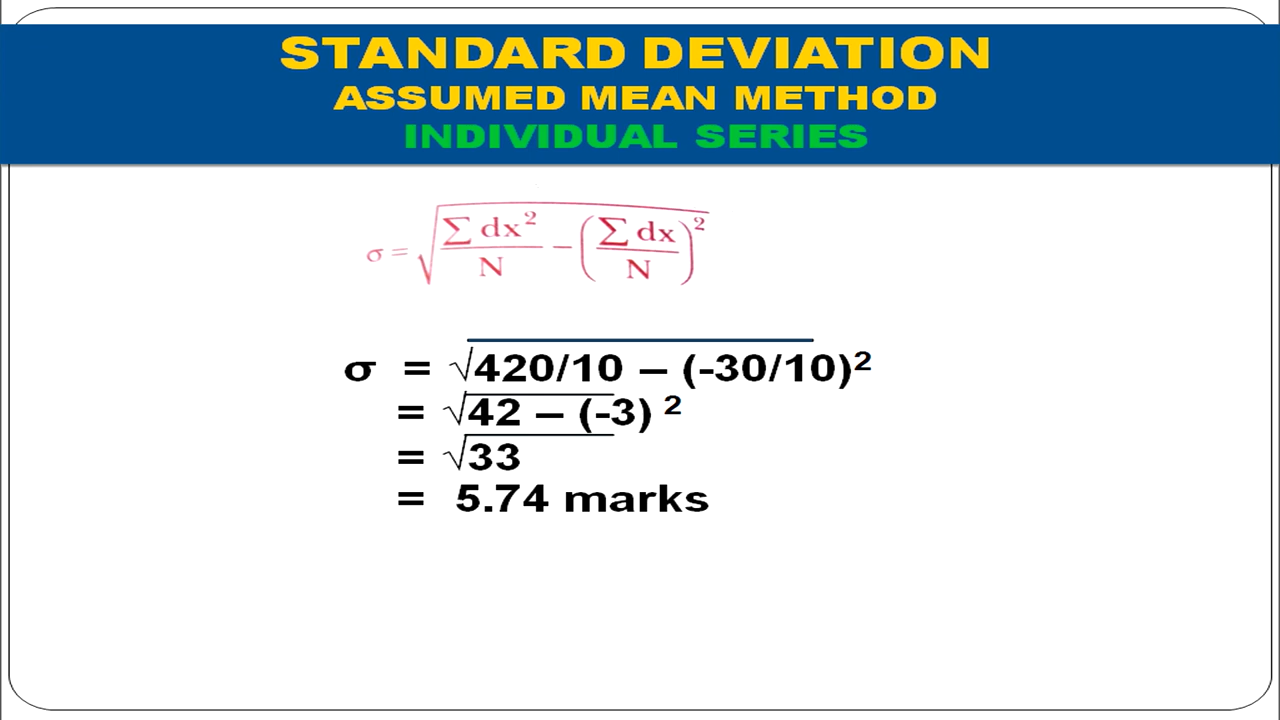 STANDARD DEVIATION
ASSUMED MEAN METHOD
INDIVIDUAL SERIES
σ = √(∑ dx²/N − (∑ dx/N)²)
σ = √420/10 – (-30/10)²
= √42 – (-3) ²
= √33
= 5.74 marks